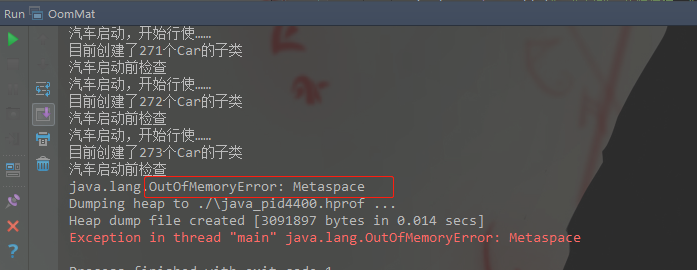 Run OomMat
汽车启动，开始行使……
目前创建了271个Car的子类
汽车启动前检查
汽车启动，开始行使……
目前创建了272个Car的子类
汽车启动前检查
汽车启动，开始行使……
目前创建了273个Car的子类
汽车启动前检查
java.lang.OutOfMemoryError: Metaspace
Dumping heap to ./\java_pid4400.hprof ...
Heap dump file created [3091897 bytes in 0.014 secs]
Exception in thread "main" java.lang.OutOfMemoryError: Metaspace
Process finished with exit code 1